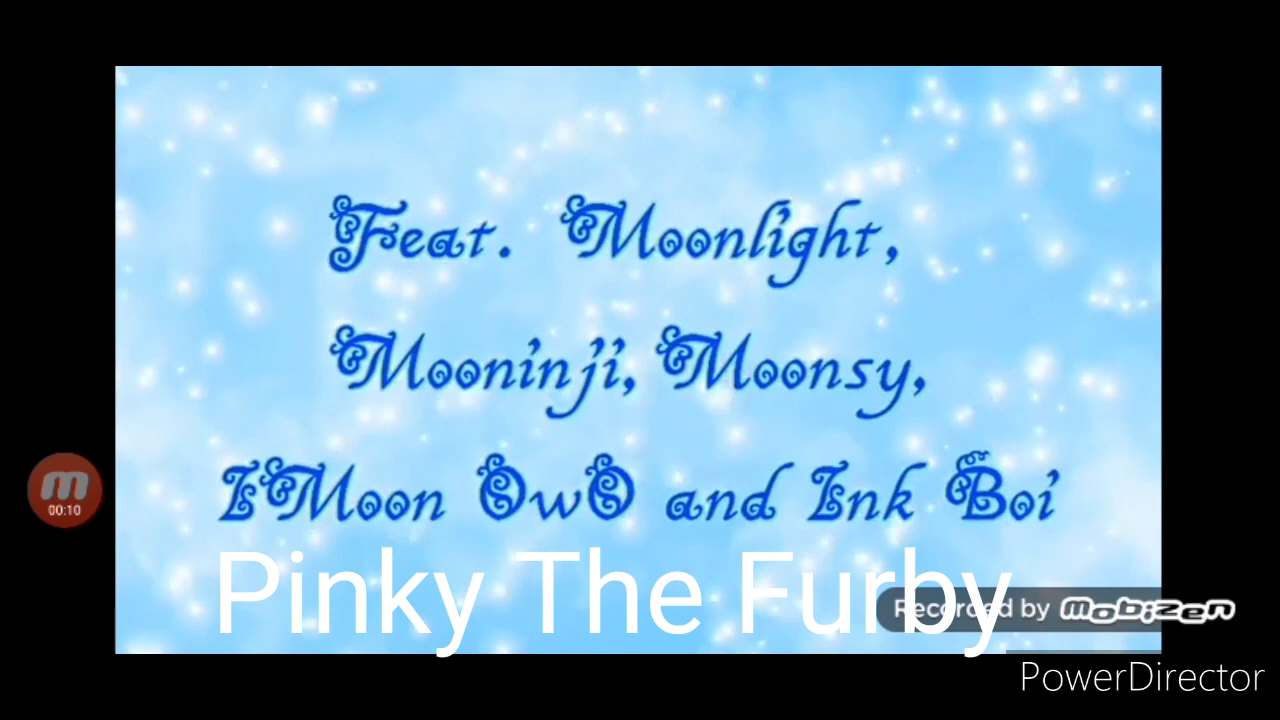 Feat. Moonlight,
Mooninji, Moonsy,
IMoon OwO and Ink Boi
Pinky The Furby
Recorded by mobizen
00:10
PowerDirector